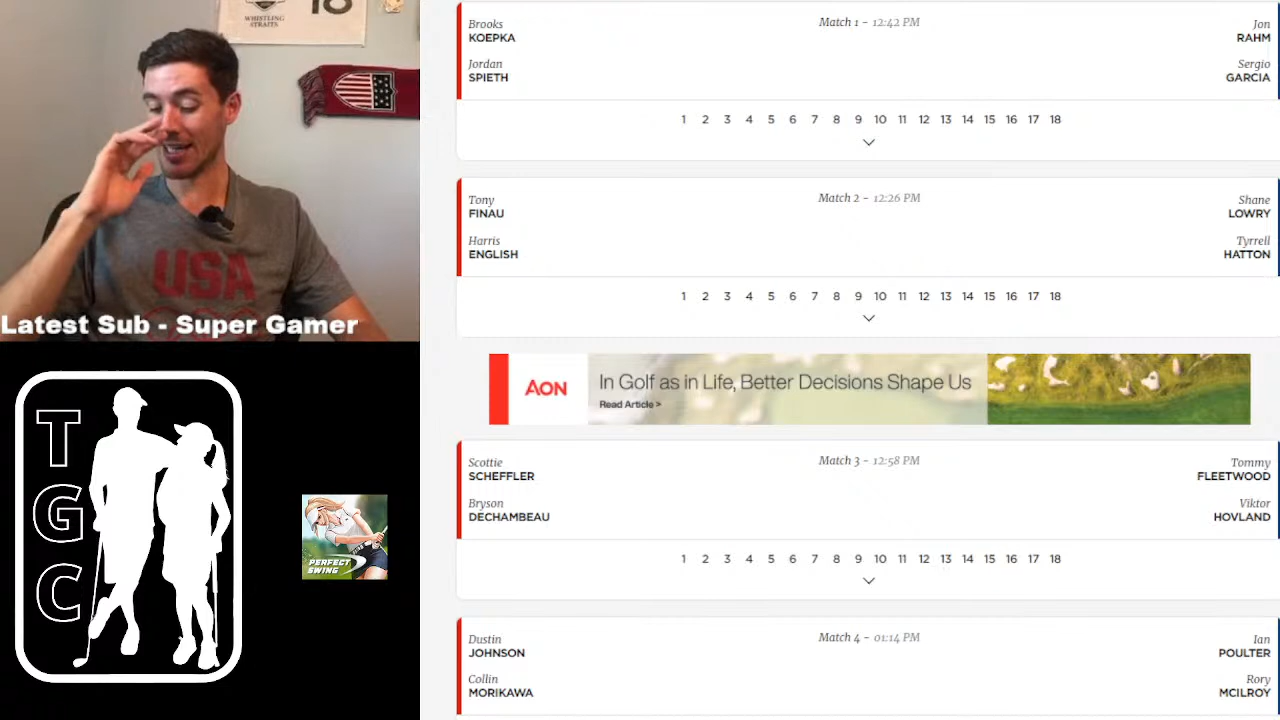 WHISTLING
STRAITS
18
USA
Latest Sub - Super Gamer
T
G
C
PERFECT
SWING
Match 1 - 12:42 PM
Brooks
KOEPKA
Jordan
SPIETH
Jon
RAHM
Sergio
GARCIA
1 2 3 4 5 6 7 8 9 10 11 12 13 14 15 16 17 18
Match 2 - 12:26 PM
Tony
FINAU
Harris
ENGLISH
Shane
LOWRY
Tyrrell
HATTON
1 2 3 4 5 6 7 8 9 10 11 12 13 14 15 16 17 18
AON
In Golf as in Life, Better Decisions Shape Us
Read Article >
Match 3 - 12:58 PM
Scottie
SCHEFFLER
Bryson
DECHAMBEAU
Tommy
FLEETWOOD
Viktor
HOVLAND
1 2 3 4 5 6 7 8 9 10 11 12 13 14 15 16 17 18
Match 4 - 01:14 PM
Dustin
JOHNSON
Collin
MORIKAWA
Ian
POULTER
Rory
MCILROY